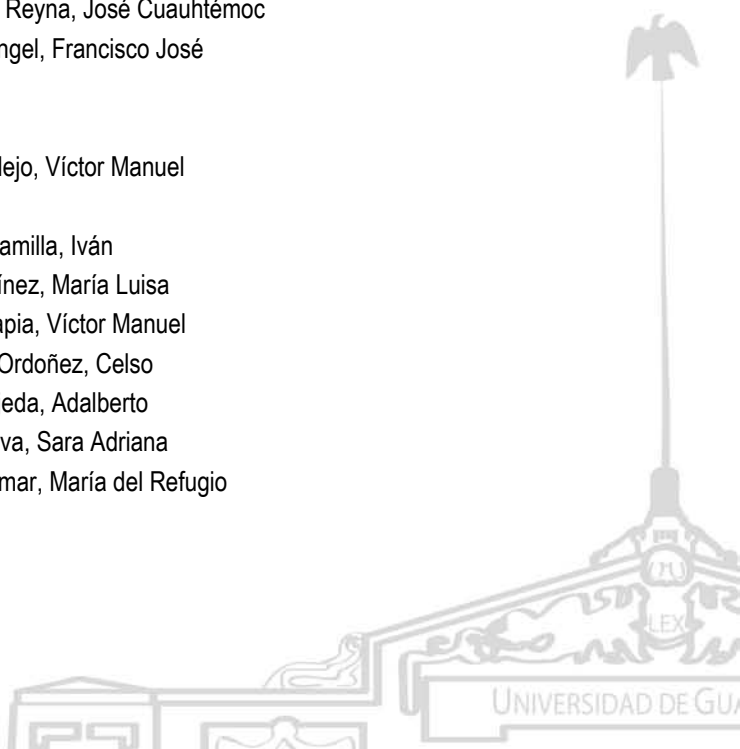 Reyna, José Cuauhtémoc
ngel, Francisco José
lejo, Víctor Manuel
amilla, Iván
ínez, María Luisa
apia, Víctor Manuel
Ordoñez, Celso
eda, Adalberto
va, Sara Adriana
mar, María del Refugio
LEX
UNIVERSIDAD DE GUA